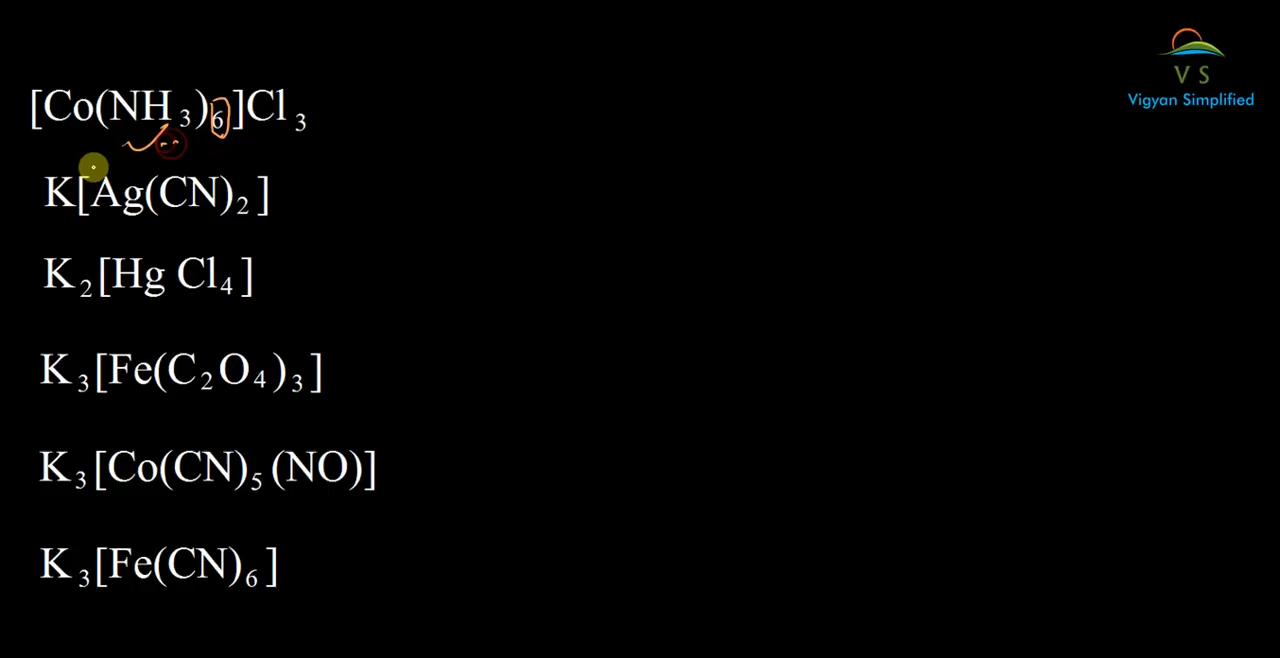 V S
Vigyan Simplified
[Co(NH₃)₆]Cl₃
K[Ag(CN)₂]
K₂[Hg Cl₄]
K₃[Fe(C₂O₄)₃]
K₃[Co(CN)₅(NO)]
K₃[Fe(CN)₆]